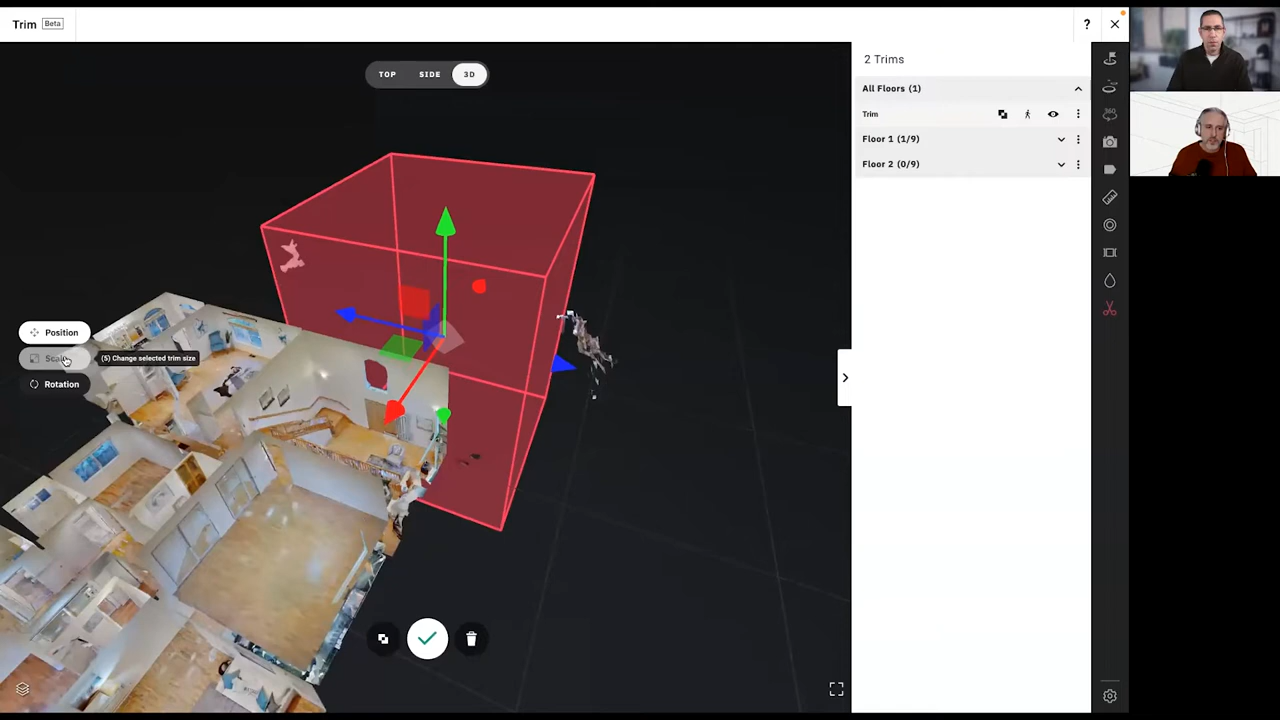 Trim Beta
?
TOP SIDE 3D
2 Trims
All Floors (1)
Trim
Floor 1 (1/9)
Floor 2 (0/9)
Position
(S) Change selected trim size
Rotation
360